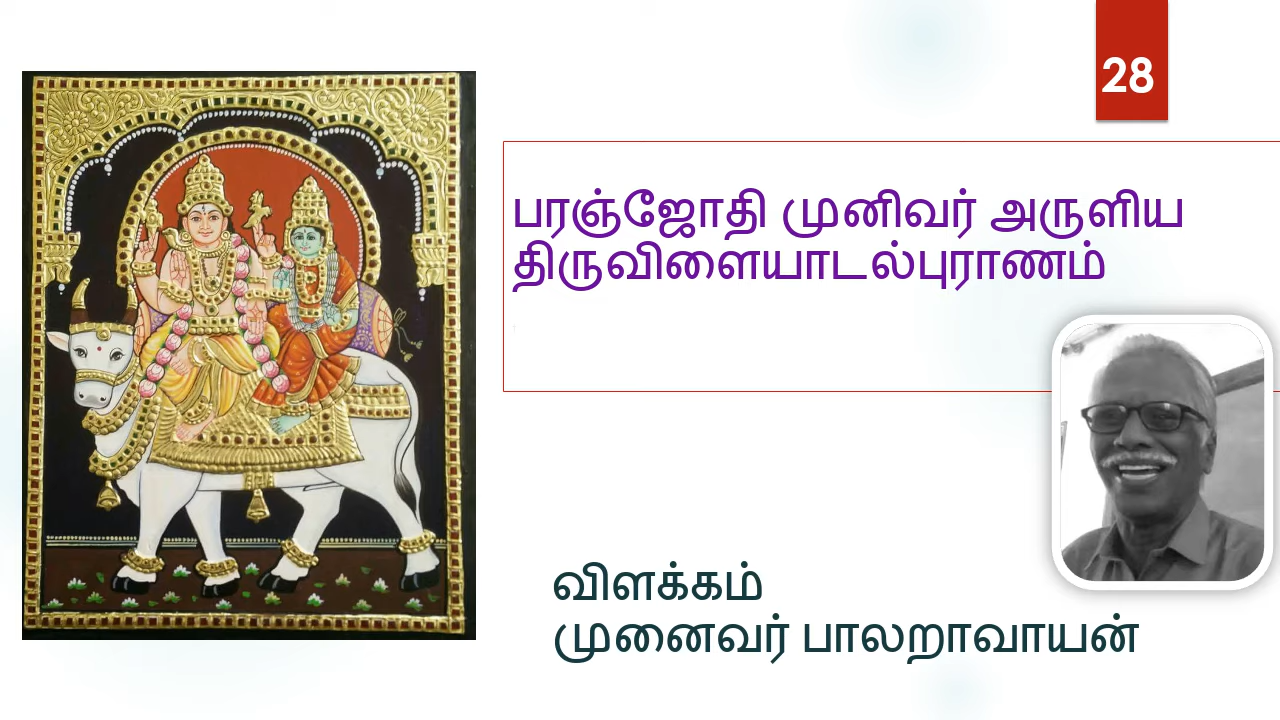 28
பரஞ்ஜோதி முனிவர் அருளிய
திருவிளையாடல்புராணம்
விளக்கம்
முனைவர் பாலறாவாயன்